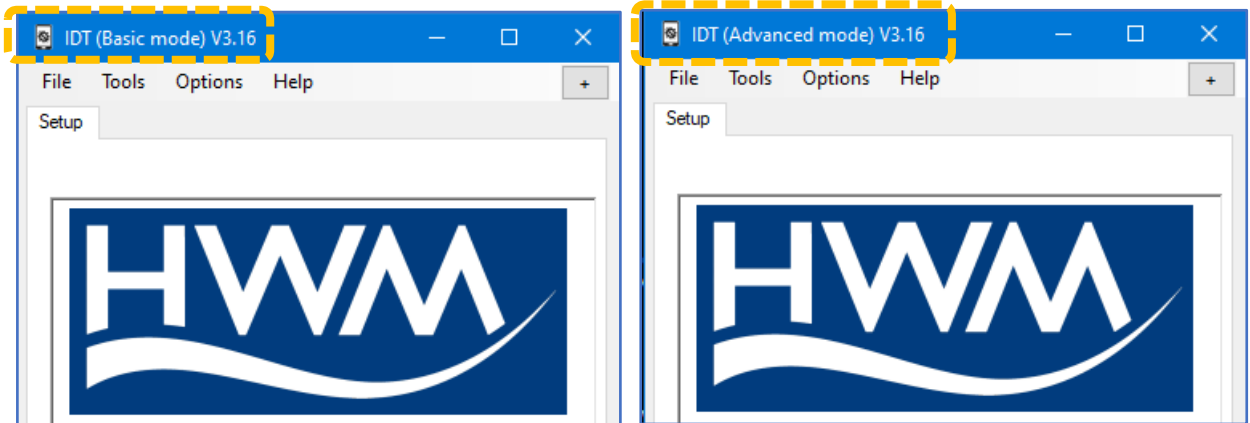 IDT (Basic mode) V3.16
File Tools Options Help +
Setup
HWM
IDT (Advanced mode) V3.16
File Tools Options Help +
Setup
HWM